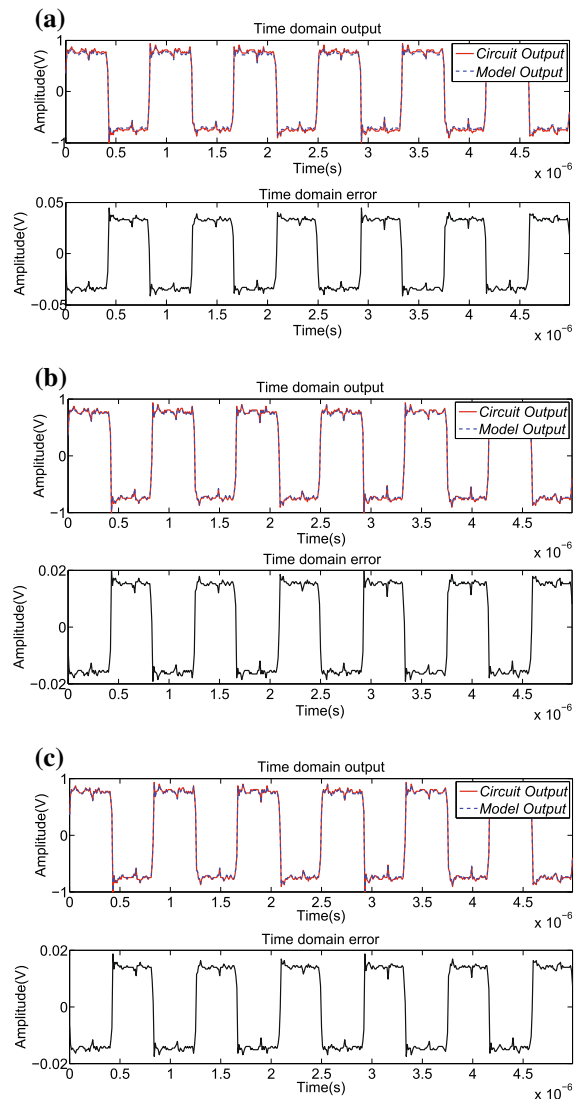 (a)
Time domain output
Amplitude(V)
1
0
−1
Circuit Output
Model Output
0 0.5 1 1.5 2 2.5 3 3.5 4 4.5
Time(s)
x 10⁻⁶
Time domain error
Amplitude(V)
0.05
0
−0.05
0 0.5 1 1.5 2 2.5 3 3.5 4 4.5
Time(s)
x 10⁻⁶
(b)
Time domain output
Amplitude(V)
1
0
−1
Circuit Output
Model Output
0 0.5 1 1.5 2 2.5 3 3.5 4 4.5
Time(s)
x 10⁻⁶
Time domain error
Amplitude(V)
0.02
0
−0.02
0 0.5 1 1.5 2 2.5 3 3.5 4 4.5
Time(s)
x 10⁻⁶
(c)
Time domain output
Amplitude(V)
1
0
−1
Circuit Output
Model Output
0 0.5 1 1.5 2 2.5 3 3.5 4 4.5
Time(s)
x 10⁻⁶
Time domain error
Amplitude(V)
0.02
0
−0.02
0 0.5 1 1.5 2 2.5 3 3.5 4 4.5
Time(s)
x 10⁻⁶